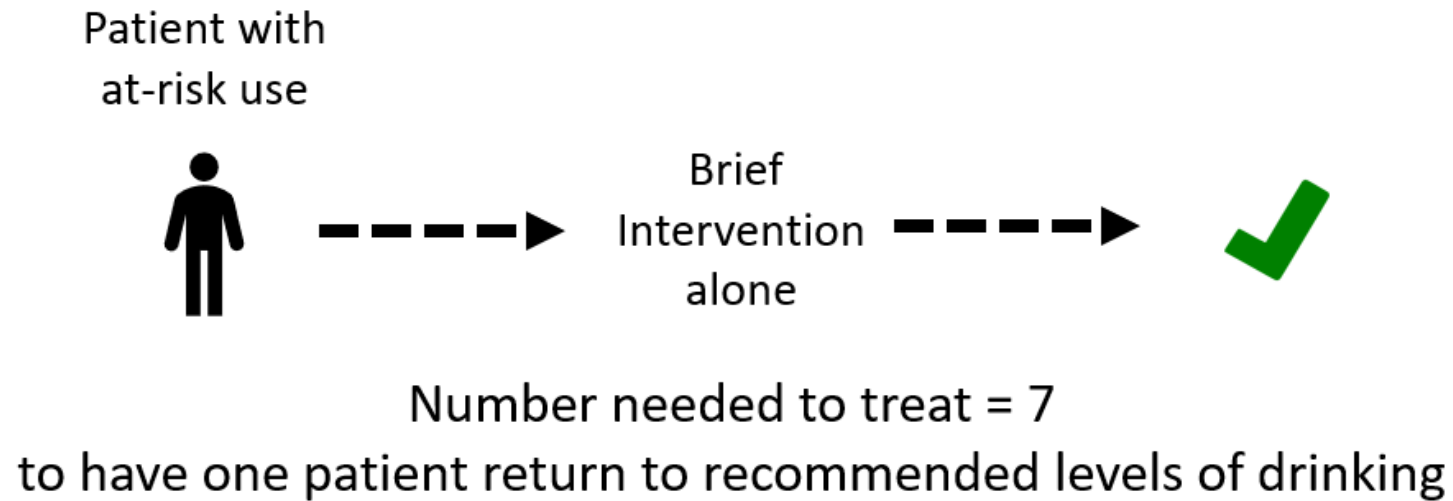 Patient with
at-risk use
Brief
Intervention
alone
Number needed to treat = 7
to have one patient return to recommended levels of drinking